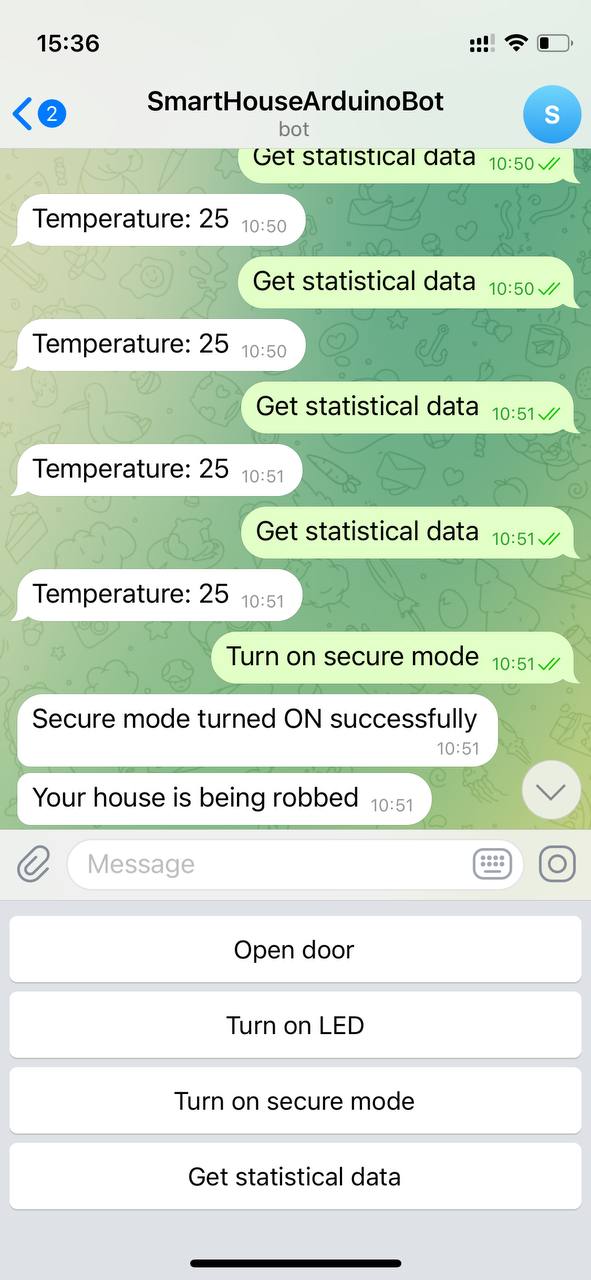 15:36
2
SmartHouseArduinoBot
S
bot
Get statistical data 10:50
Temperature: 25 10:50
Get statistical data 10:50
Temperature: 25 10:50
Get statistical data 10:51
Temperature: 25 10:51
Get statistical data 10:51
Temperature: 25 10:51
Turn on secure mode 10:51
Secure mode turned ON successfully
10:51
Your house is being robbed 10:51
Message
Open door
Turn on LED
Turn on secure mode
Get statistical data